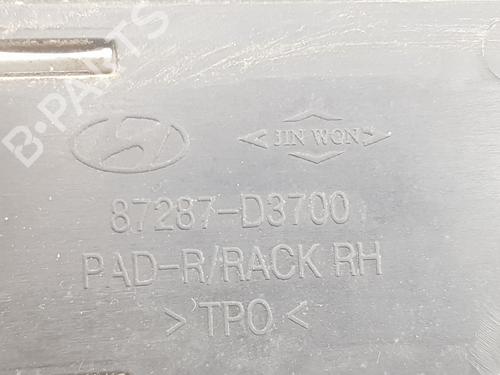 B-PARTS
JIN WON
87287-D3700
PAD-R/RACK RH
>TPO<